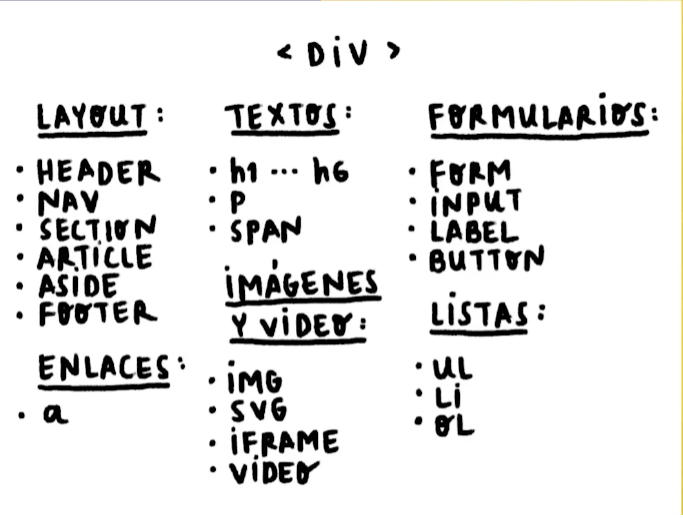 <DiV>
LAYOUT:
• HEADER
• NAV
• SECTION
• ARTICLE
• ASIDE
• FOOTER
ENLACES:
• a
TEXTOS:
• h1 ... h6
• P
• SPAN
iMÁGENES
Y ViDEO:
• iMG
• SVG
• iFRAME
• ViDEO
FORMULARiOS:
• FORM
• iNPUT
• LABEL
• BUTTON
LiSTAS:
• UL
• Li
• OL